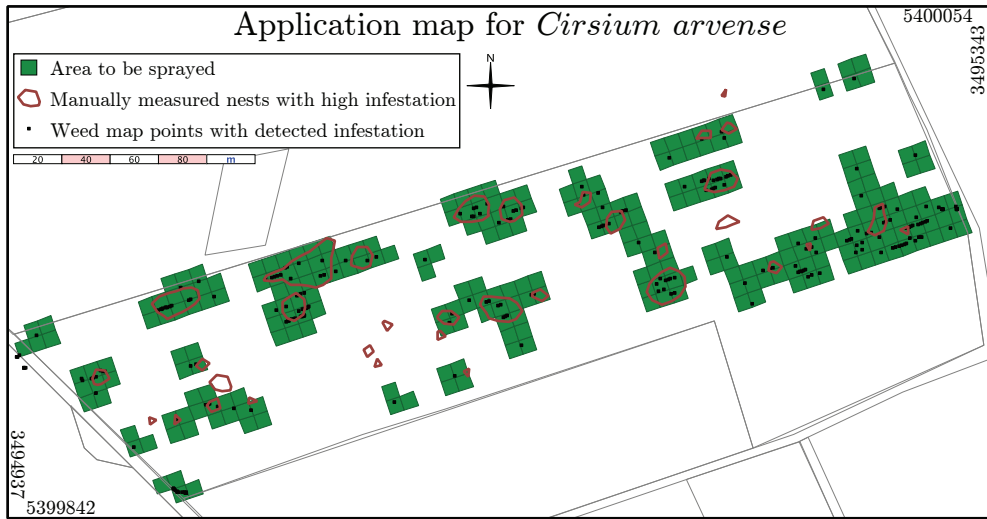 Application map for Cirsium arvense
5400054
3495343
N
Area to be sprayed
Manually measured nests with high infestation
Weed map points with detected infestation
20 40 60 80 m
3494937
5399842